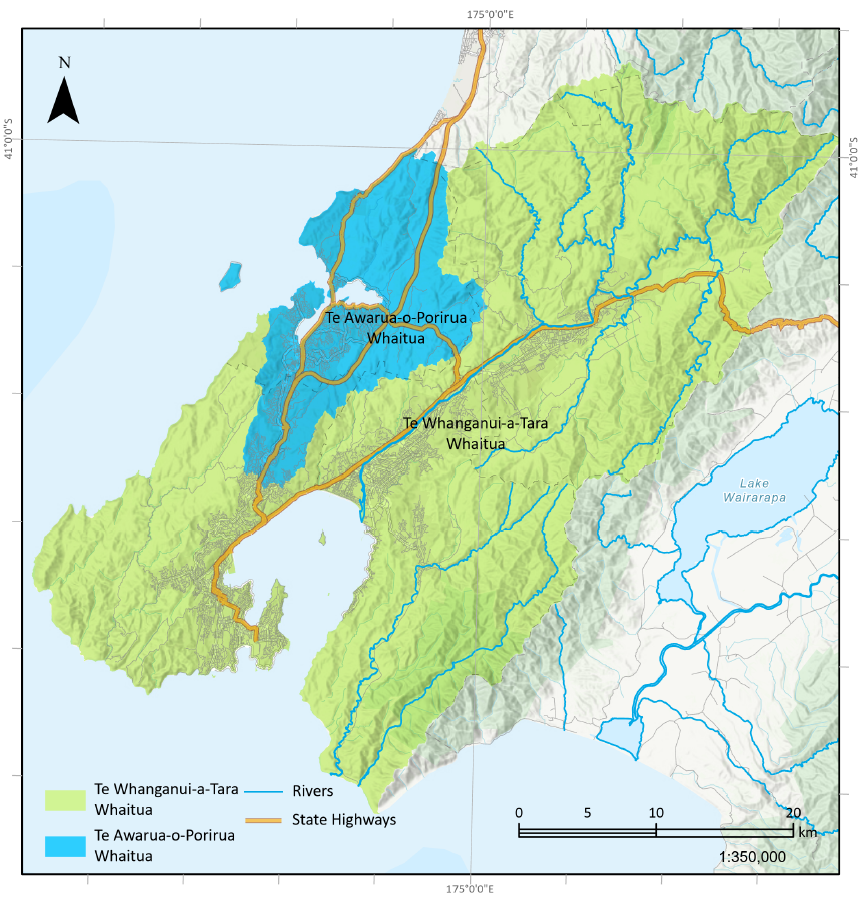 175°0'0"E
N
41°0'0"S
41°0'0"S
Te Awarua-o-Porirua
Whaitua
Te Whanganui-a-Tara
Whaitua
Lake
Wairarapa
Te Whanganui-a-Tara
Whaitua
Te Awarua-o-Porirua
Whaitua
Rivers
State Highways
0 5 10 20
km
1:350,000
175°0'0"E